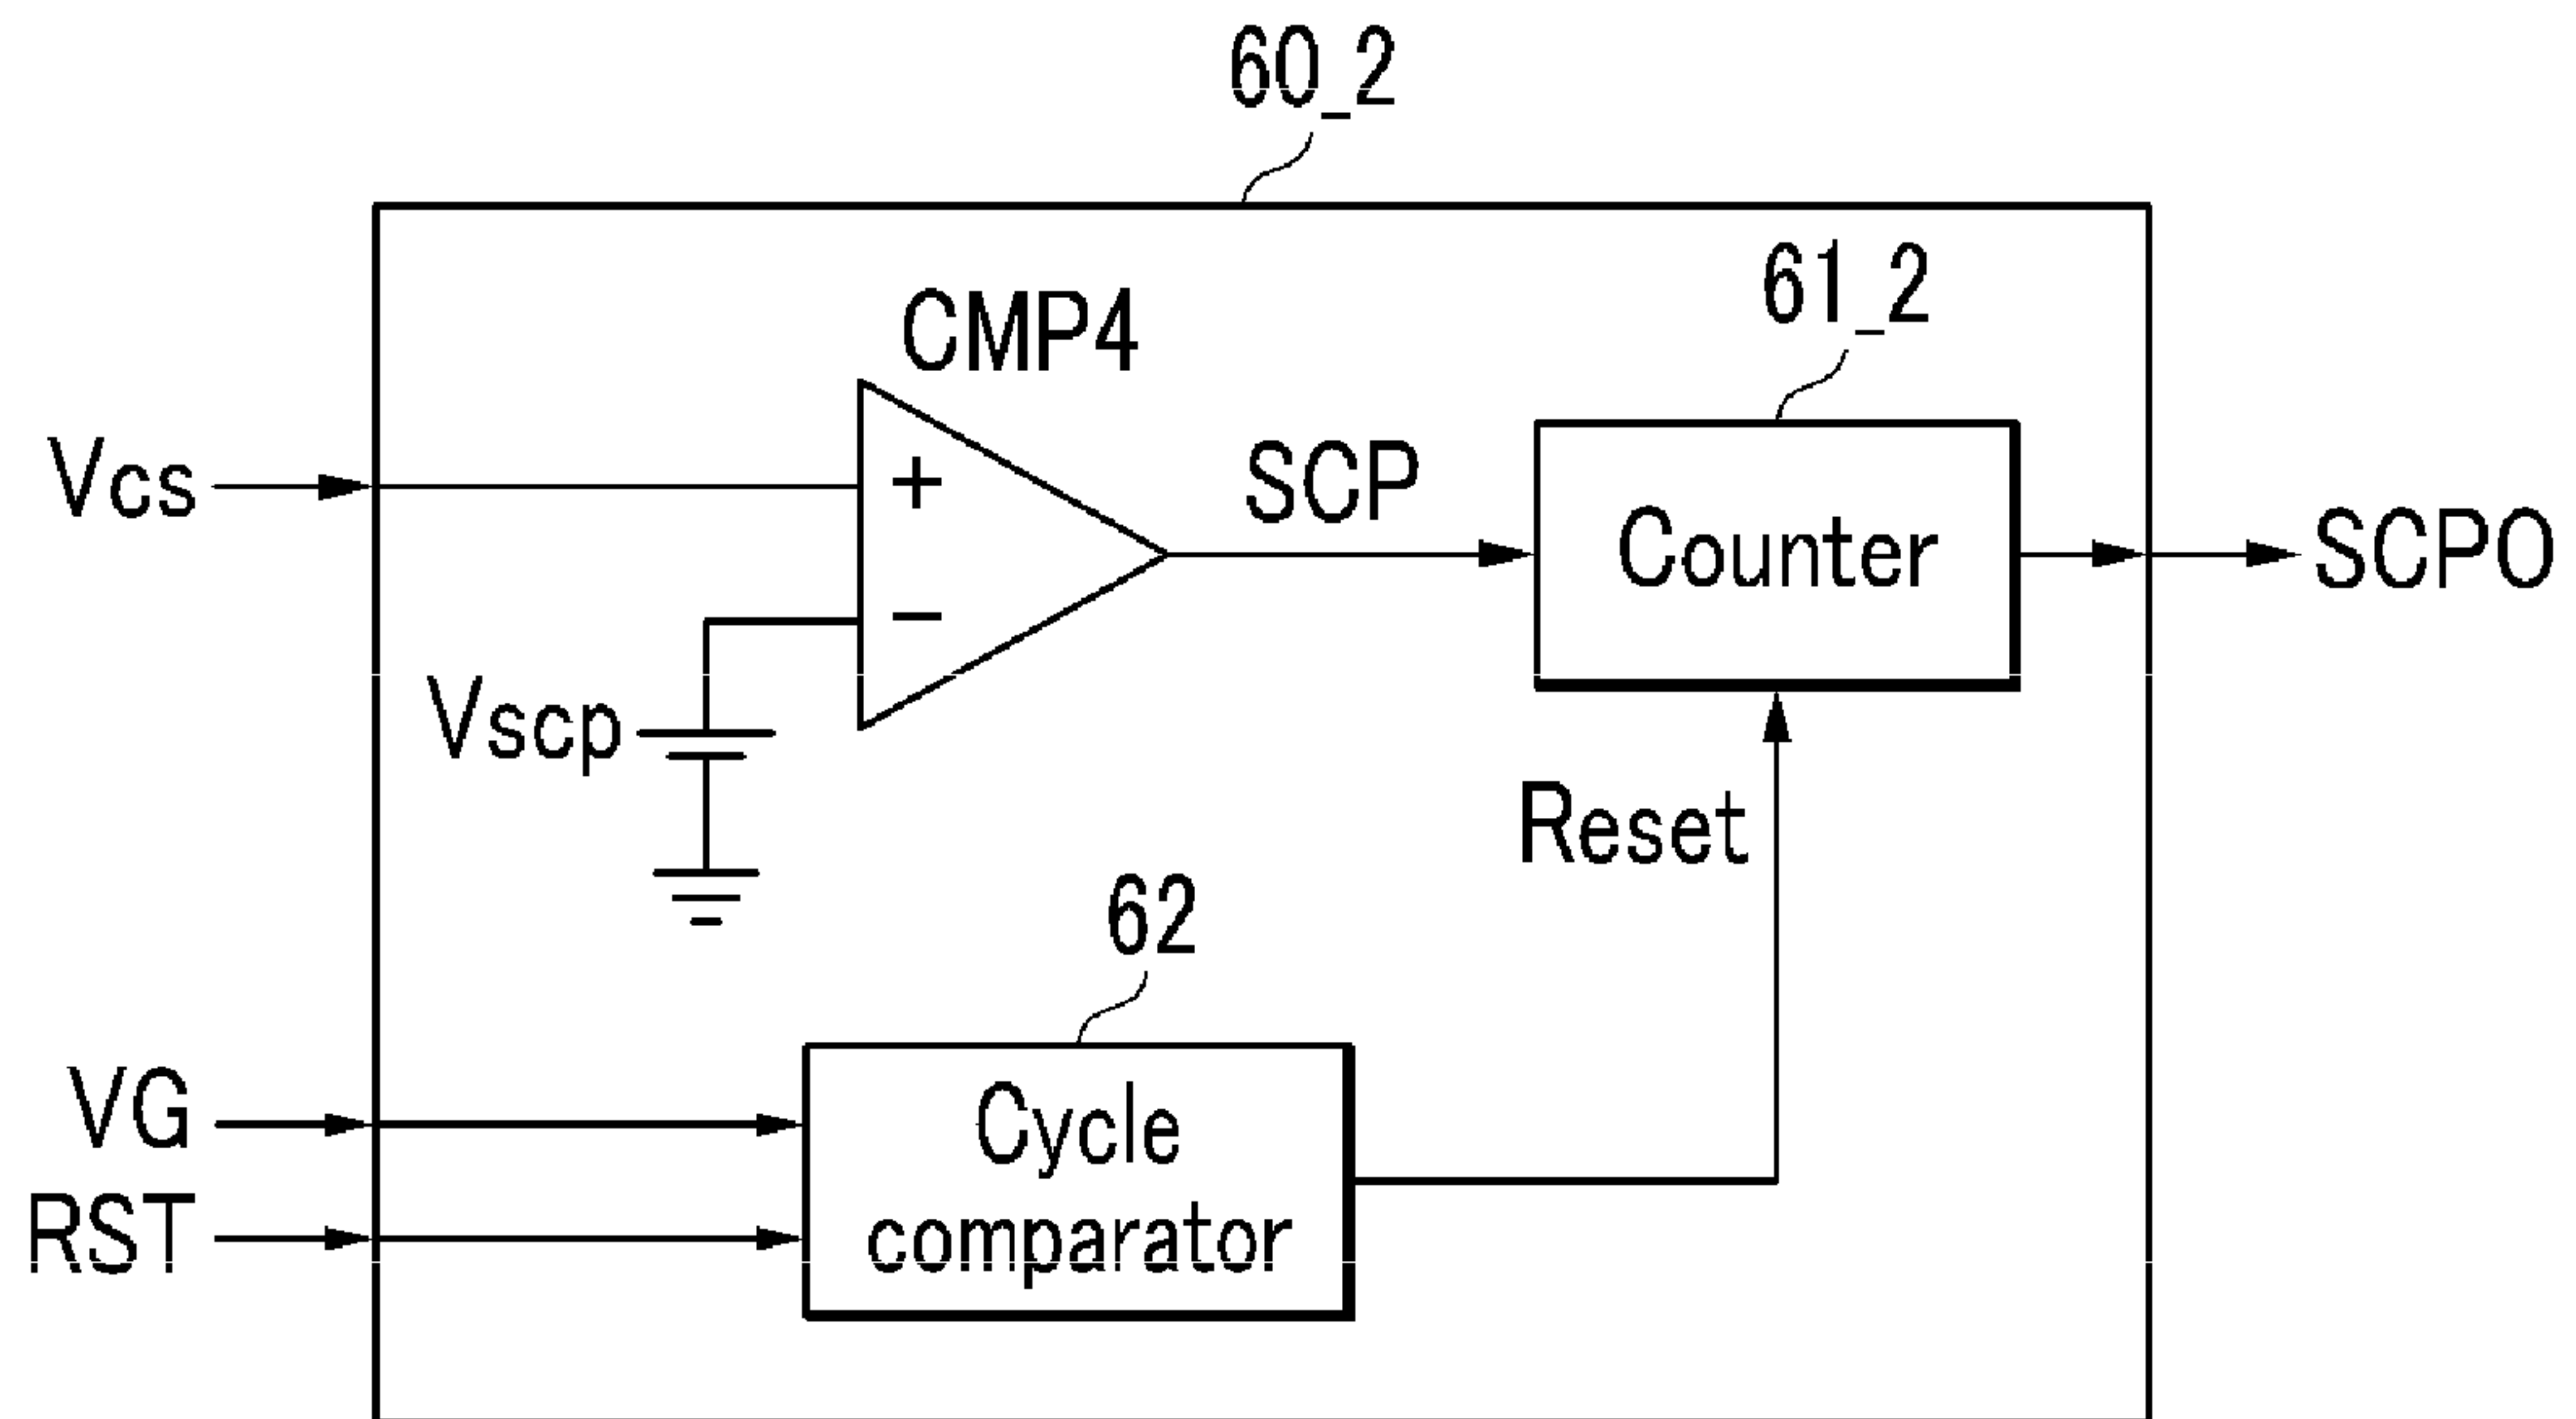 60_2
61_2
CMP4
Vcs
+
SCP
Counter
SCPO
−
Vscp
Reset
62
VG
Cycle
comparator
RST